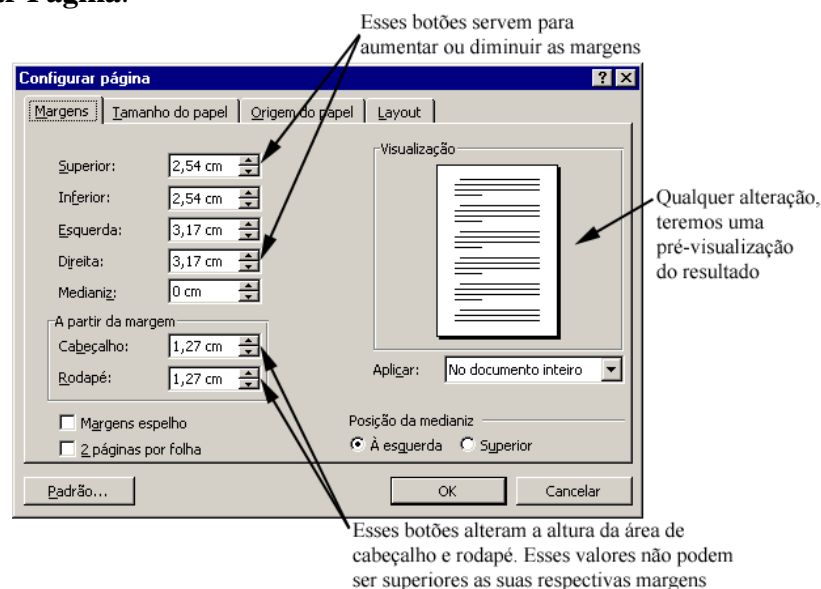 r Página.
Esses botões servem para
aumentar ou diminuir as margens
Configurar página
Margens Tamanho do papel Origem do papel Layout
Superior: 2,54 cm
Inferior: 2,54 cm
Esquerda: 3,17 cm
Direita: 3,17 cm
Medianiz: 0 cm
A partir da margem
Cabeçalho: 1,27 cm
Rodapé: 1,27 cm
Margens espelho
2 páginas por folha
Visualização
Qualquer alteração,
teremos uma
pré-visualização
do resultado
Aplicar: No documento inteiro
Posição da medianiz
À esquerda Superior
Padrão... OK Cancelar
Esses botões alteram a altura da área de
cabeçalho e rodapé. Esses valores não podem
ser superiores as suas respectivas margens